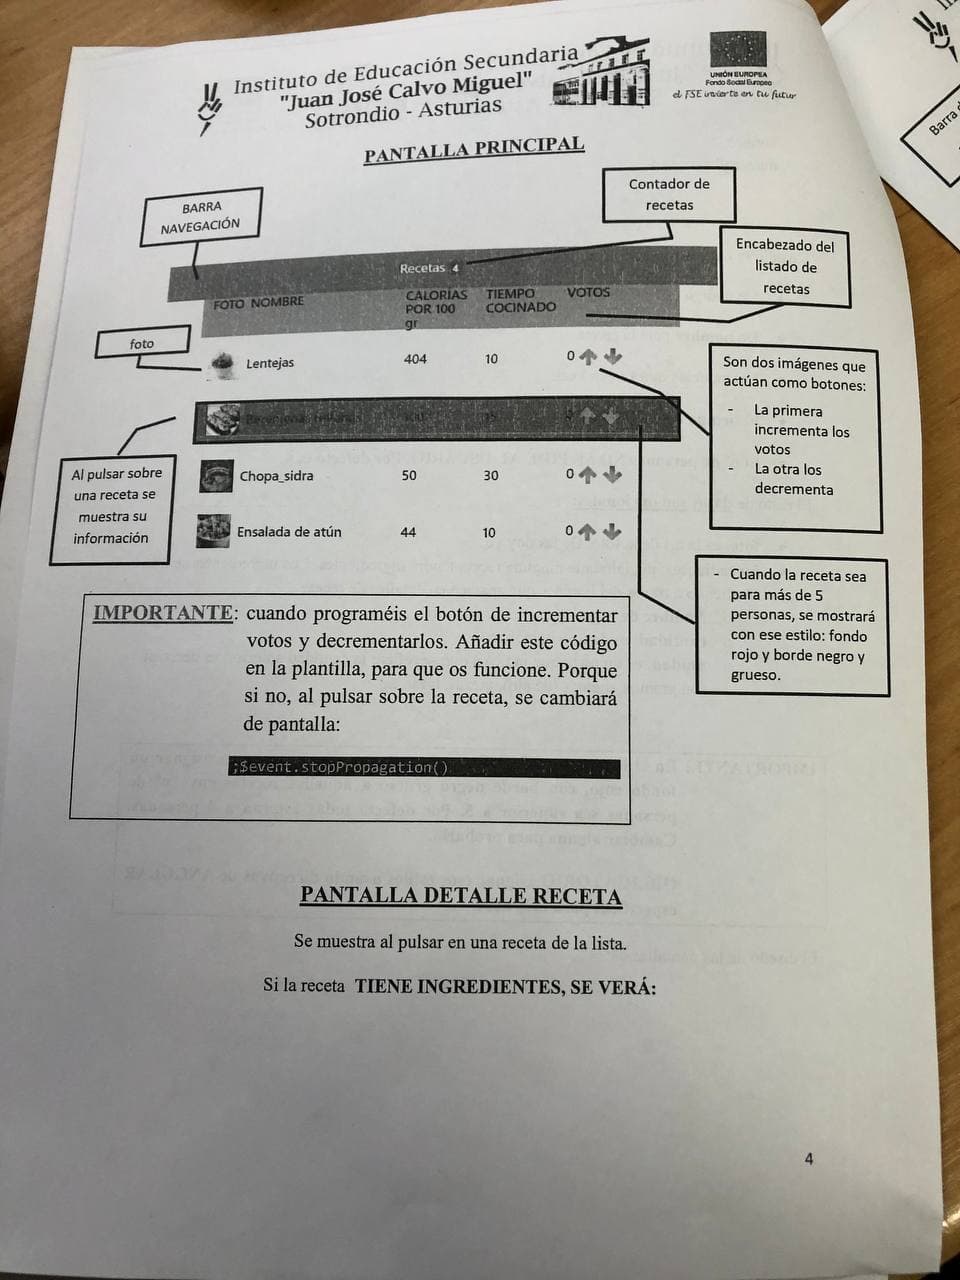 Instituto de Educación Secundaria
"Juan José Calvo Miguel"
Sotrondio - Asturias
UNIÓN EUROPEA
Fondo Social Europeo
el FSE invierte en tu futur
PANTALLA PRINCIPAL
BARRA
NAVEGACIÓN
Contador de
recetas
Encabezado del
listado de
recetas
Barra
Recetas 4
FOTO NOMBRE
CALORÍAS
POR 100
gr
TIEMPO
COCINADO
VOTOS
foto
Lentejas 404 10 0
Chopa_sidra 50 30 0
Ensalada de atún 44 10 0
Al pulsar sobre
una receta se
muestra su
información
Son dos imágenes que
actúan como botones:
- La primera
incrementa los
votos
- La otra los
decrementa
- Cuando la receta sea
para más de 5
personas, se mostrará
con ese estilo: fondo
rojo y borde negro y
grueso.
IMPORTANTE: cuando programéis el botón de incrementar
votos y decrementarlos. Añadir este código
en la plantilla, para que os funcione. Porque
si no, al pulsar sobre la receta, se cambiará
de pantalla:
;$event.stopPropagation()
PANTALLA DETALLE RECETA
Se muestra al pulsar en una receta de la lista.
Si la receta TIENE INGREDIENTES, SE VERÁ:
4